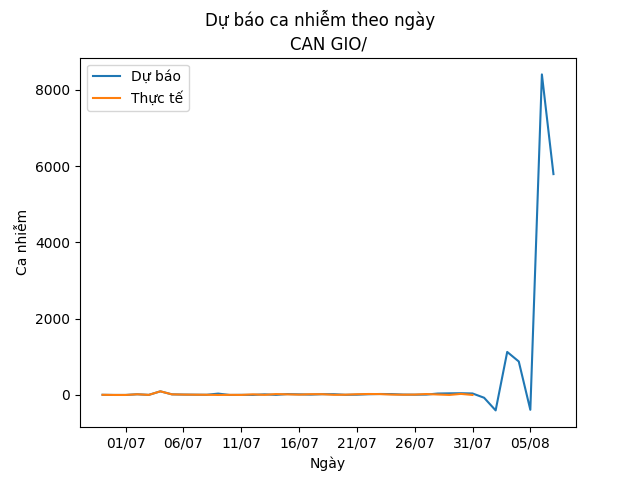 Dự báo ca nhiễm theo ngày
CAN GIO/
Dự báo
Thực tế
8000
6000
4000
2000
0
Ca nhiễm
01/07 06/07 11/07 16/07 21/07 26/07 31/07 05/08
Ngày